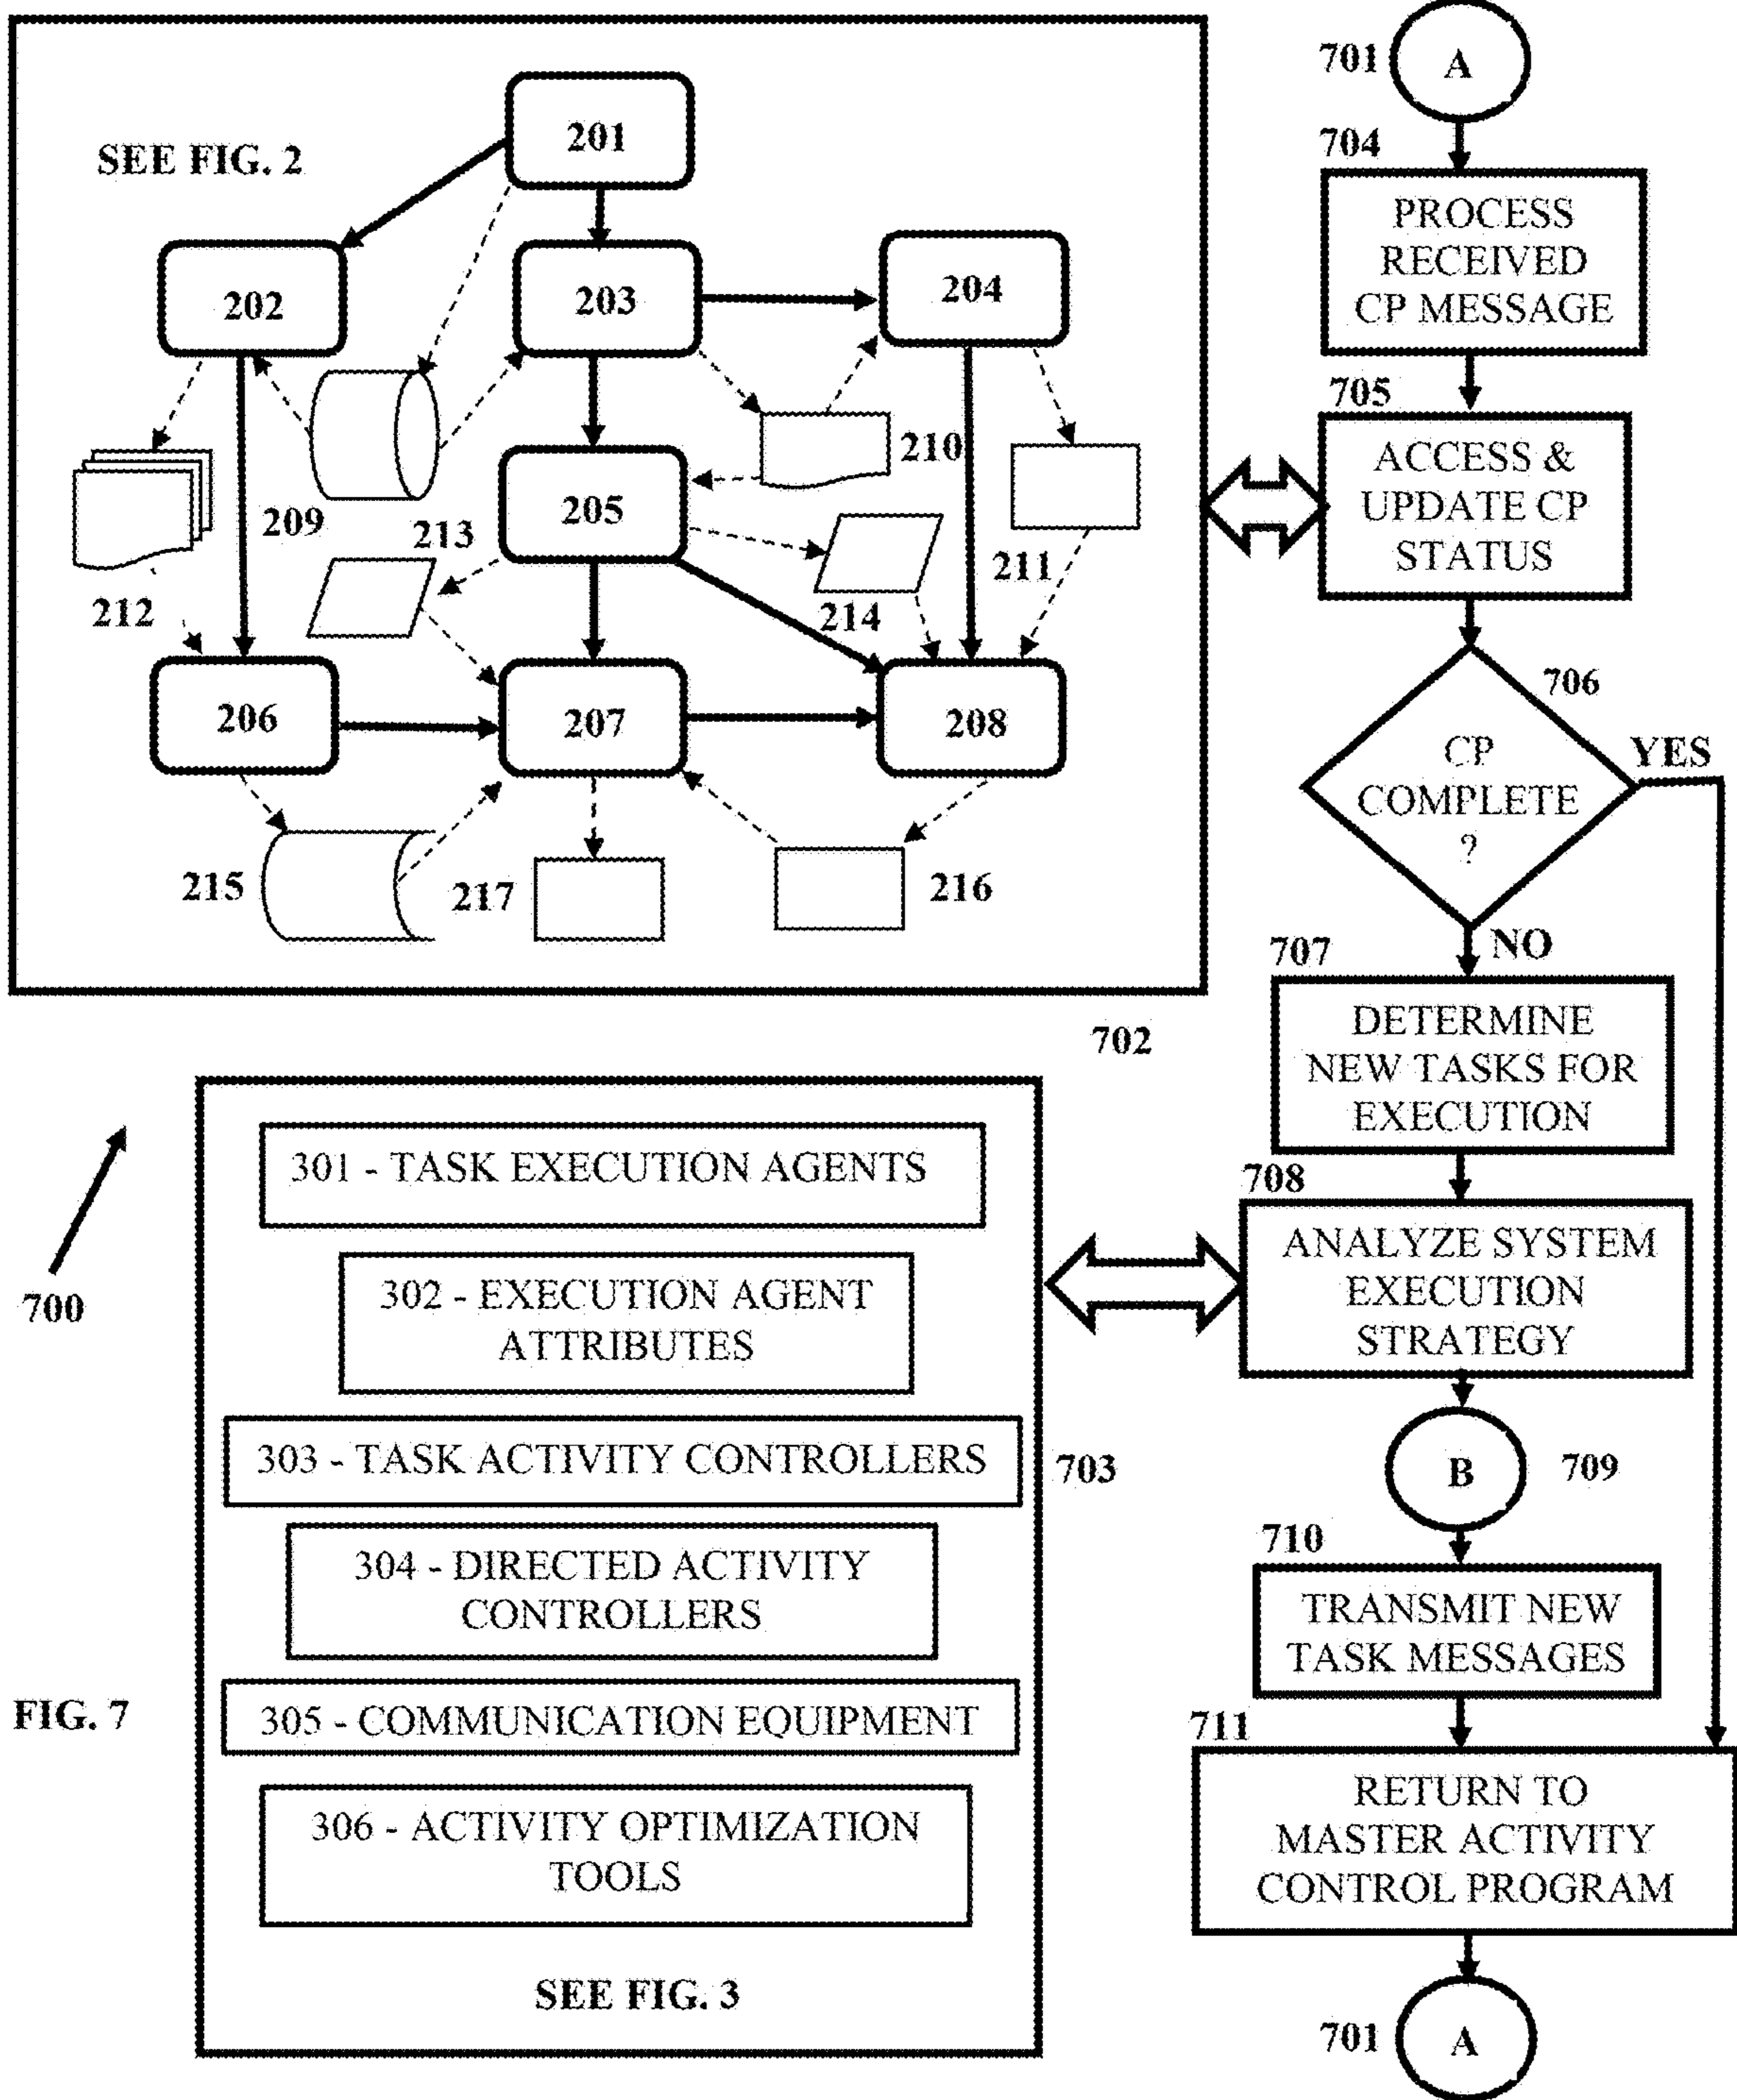 701
A
704
PROCESS
RECEIVED
CP MESSAGE
SEE FIG. 2
201
202
203
204
205
206
207
208
209
210
211
212
213
214
215
217
216
702
705
ACCESS &
UPDATE CP
STATUS
706
CP
COMPLETE
?
YES
NO
707
DETERMINE
NEW TASKS FOR
EXECUTION
708
ANALYZE SYSTEM
EXECUTION
STRATEGY
B
709
710
TRANSMIT NEW
TASK MESSAGES
711
RETURN TO
MASTER ACTIVITY
CONTROL PROGRAM
701
A
700
301 - TASK EXECUTION AGENTS
302 - EXECUTION AGENT
ATTRIBUTES
303 - TASK ACTIVITY CONTROLLERS
703
304 - DIRECTED ACTIVITY
CONTROLLERS
305 - COMMUNICATION EQUIPMENT
306 - ACTIVITY OPTIMIZATION
TOOLS
SEE FIG. 3
FIG. 7